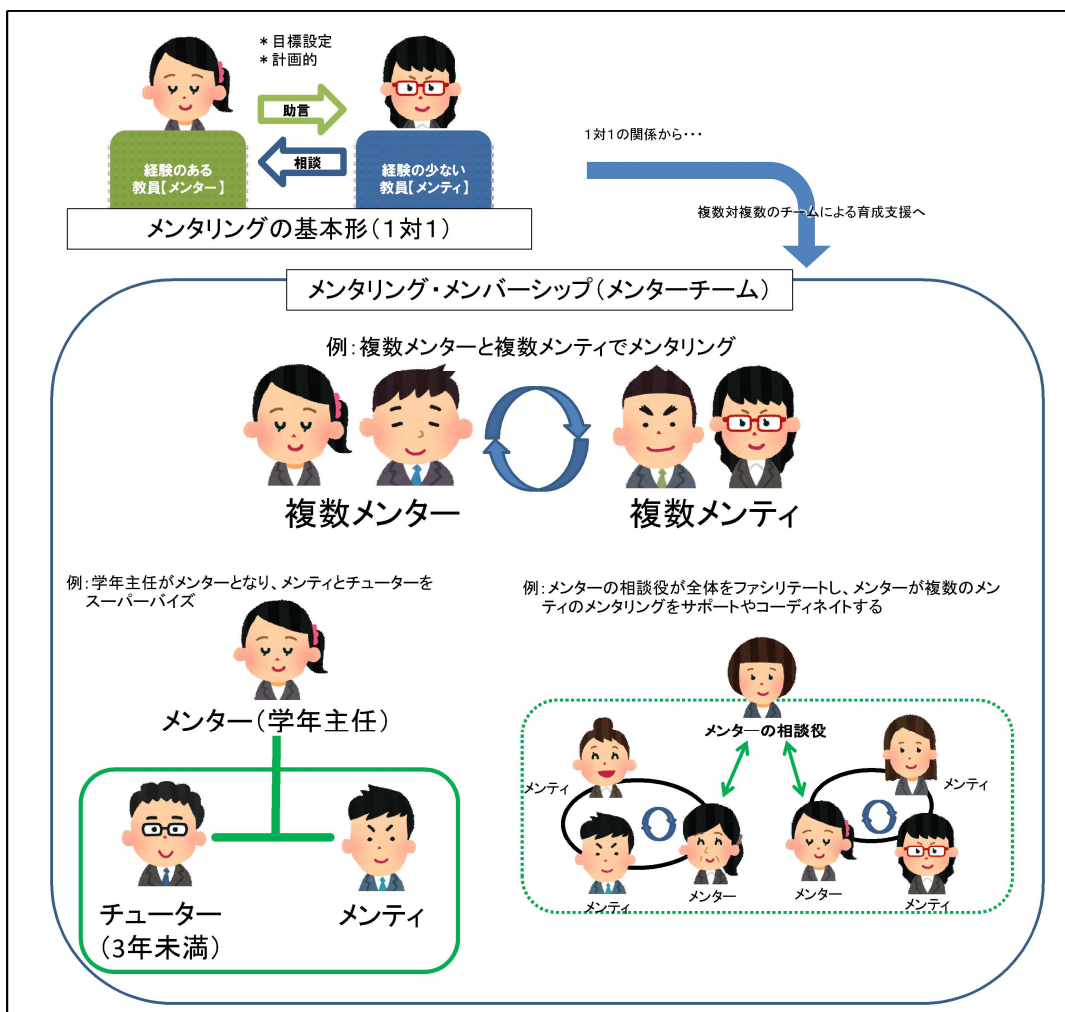 ＊目標設定
＊計画的
助言
相談
経験のある
教員【メンター】
経験の少ない
教員【メンティ】
メンタリングの基本形（１対１）
１対１の関係から・・・
複数対複数のチームによる育成支援へ
メンタリング・メンバーシップ（メンターチーム）
例：複数メンターと複数メンティでメンタリング
複数メンター
複数メンティ
例：学年主任がメンターとなり、メンティとチューターを
スーパーバイズ
メンター（学年主任）
チューター
（3年未満）
メンティ
例：メンターの相談役が全体をファシリテートし、メンターが複数のメン
ティのメンタリングをサポートやコーディネイトする
メンターの相談役
メンティ
メンティ
メンティ
メンター
メンター
メンティ